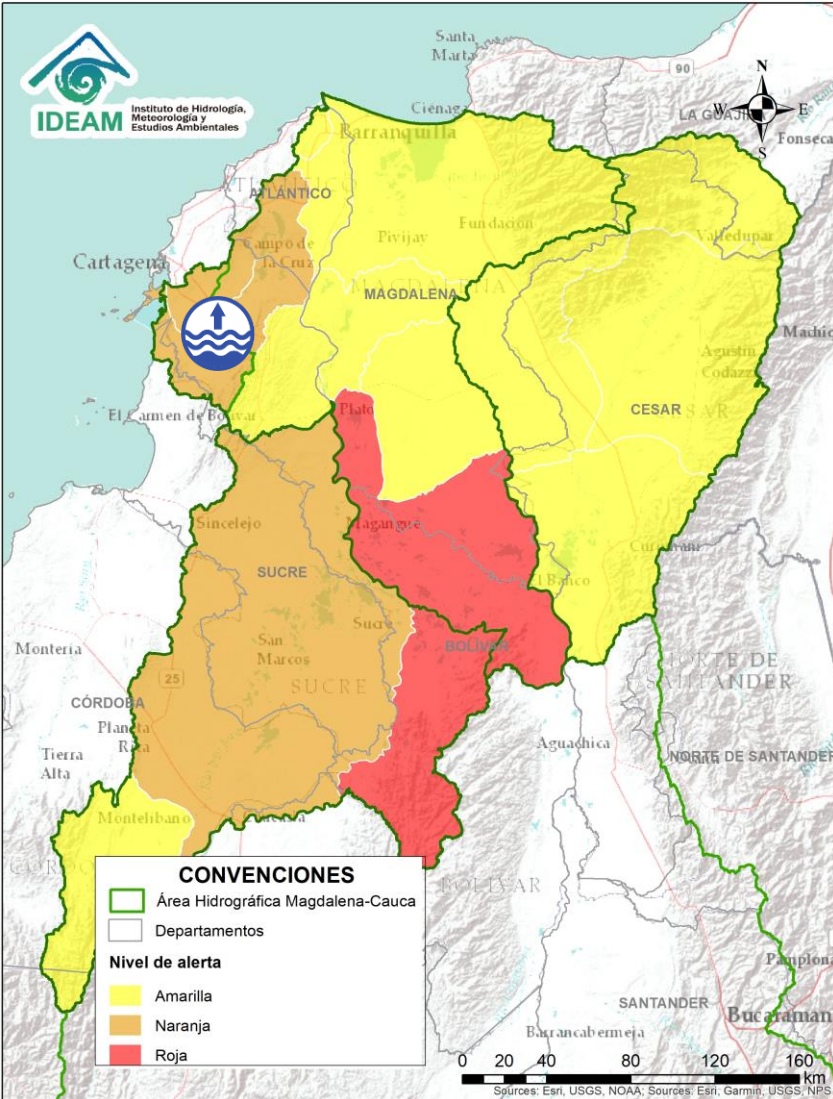 IDEAM
Instituto de Hidrología,
Meteorología y
Estudios Ambientales
Santa
Marta
90
N
W
E
S
Ciénaga
LA GUAJIRA
Fonseca
Barranquilla
ATLÁNTICO
ATLÁNTICO
Valledupar
Fundación
Pivijay
Campo de
la Cruz
Cartagena
MAGDALENA
MAGDALENA
Agustín
Codazzi
CESAR
CESAR
El Carmen de Bolívar
Plato
Sincelejo
Magangué
El Banco
SUCRE
Sucre
BOLÍVAR
San
Marcos
SUCRE
Montería
25
CÓRDOBA
Planeta
Rica
Tierra
Alta
NORTE DE
SANTANDER
Aguachica
NORTE DE SANTANDER
Montelíbano
BOLÍVAR
CONVENCIONES
Área Hidrográfica Magdalena-Cauca
Departamentos
Nivel de alerta
Amarilla
Naranja
Roja
Pamplona
SANTANDER
Bucaraman
Barrancabermeja
0 20 40 80 120 160
km
Sources: Esri, USGS, NOAA; Sources: Esri, Garmin, USGS, NPS